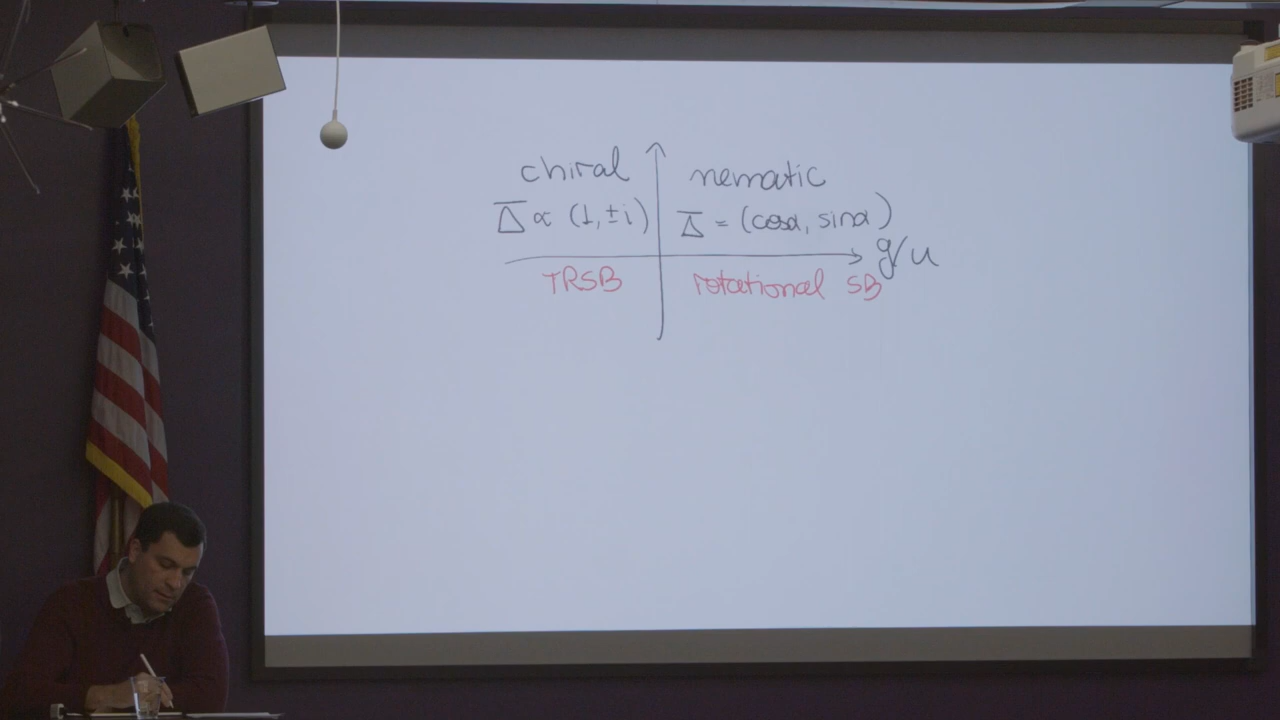 chiral
nematic
Δ̅ ∝ (1, ±i)
Δ̅ = (cosα, sinα)
g/u
TRSB
rotational SB